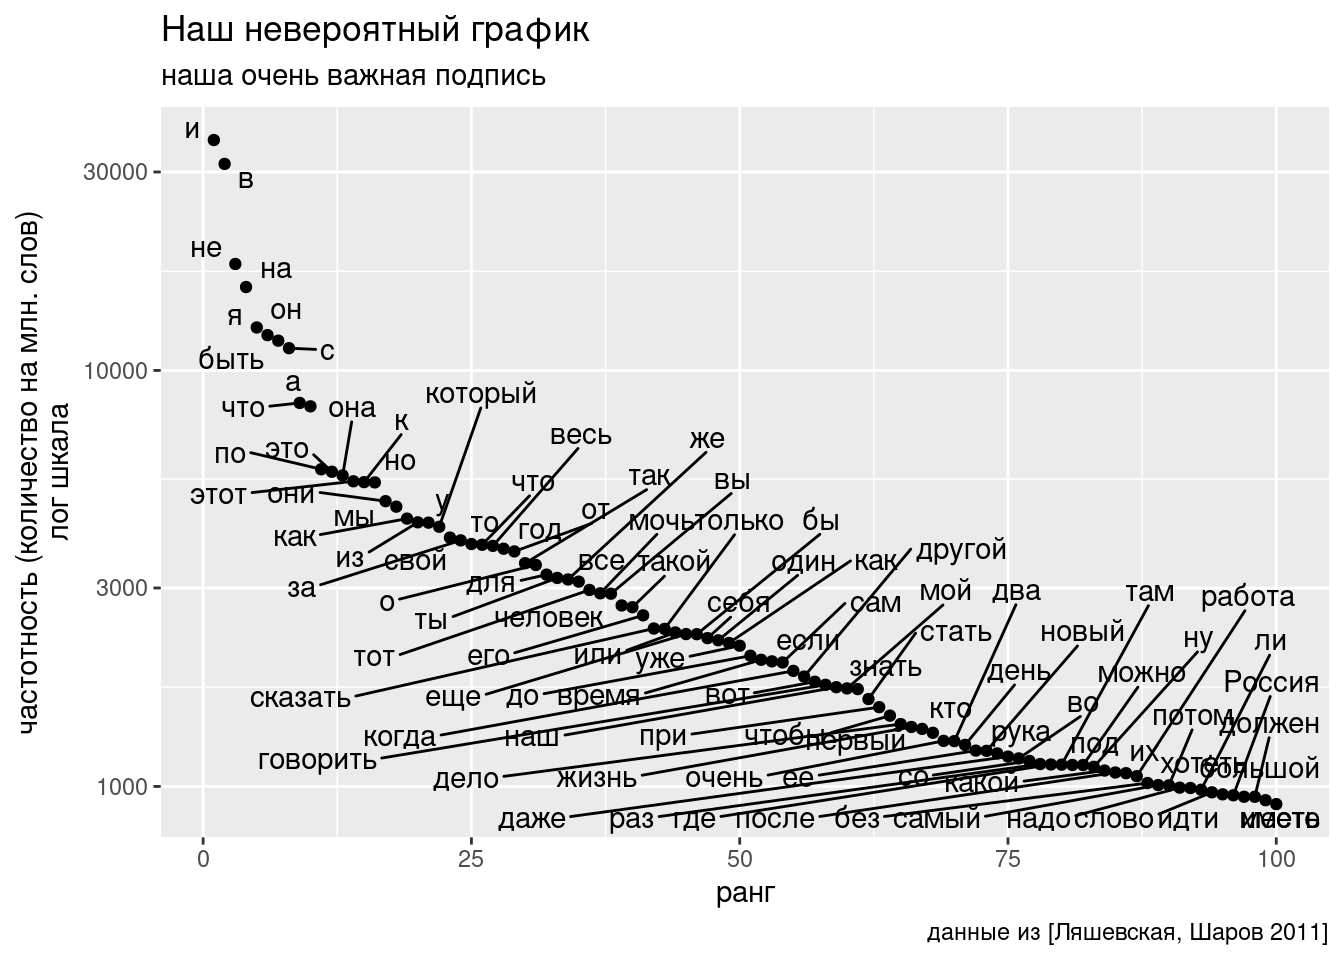 Наш невероятный график
наша очень важная подпись
частотность (количество на млн. слов)
лог шкала
30000
10000
3000
1000
и
в
не
на
я
он
быть
с
а
что
она
к
который
по
это
но
весь
же
этот
они
у
что
так
вы
как
мы
то
год
от
мочь
только
бы
из
свой
все
такой
один
как
другой
за
для
о
ты
человек
себя
сам
мой
два
там
работа
тот
его
или
уже
если
стать
новый
ну
ли
сказать
еще
до
время
вот
знать
день
можно
Россия
когда
наш
при
чтобы
первый
кто
рука
во
потом
должен
говорить
дело
жизнь
очень
ее
со
какой
под
их
хотеть
большой
даже
раз
где
после
без
самый
надо
слово
идти
иметь
0
25
50
75
100
ранг
данные из [Ляшевская, Шаров 2011]